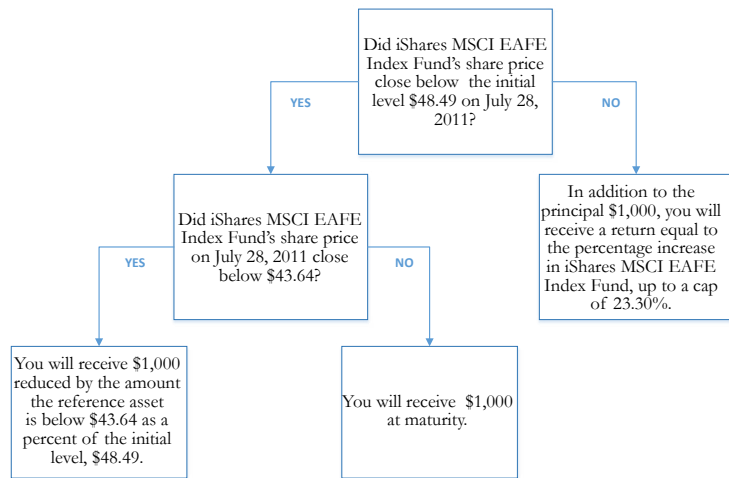 Did iShares MSCI EAFE
Index Fund's share price
close below the initial
level $48.49 on July 28,
2011?
YES
NO
Did iShares MSCI EAFE
Index Fund's share price
on July 28, 2011 close
below $43.64?
In addition to the
principal $1,000, you will
receive a return equal to
the percentage increase
in iShares MSCI EAFE
Index Fund, up to a cap
of 23.30%.
YES
NO
You will receive $1,000
reduced by the amount
the reference asset
is below $43.64 as a
percent of the initial
level, $48.49.
You will receive $1,000
at maturity.